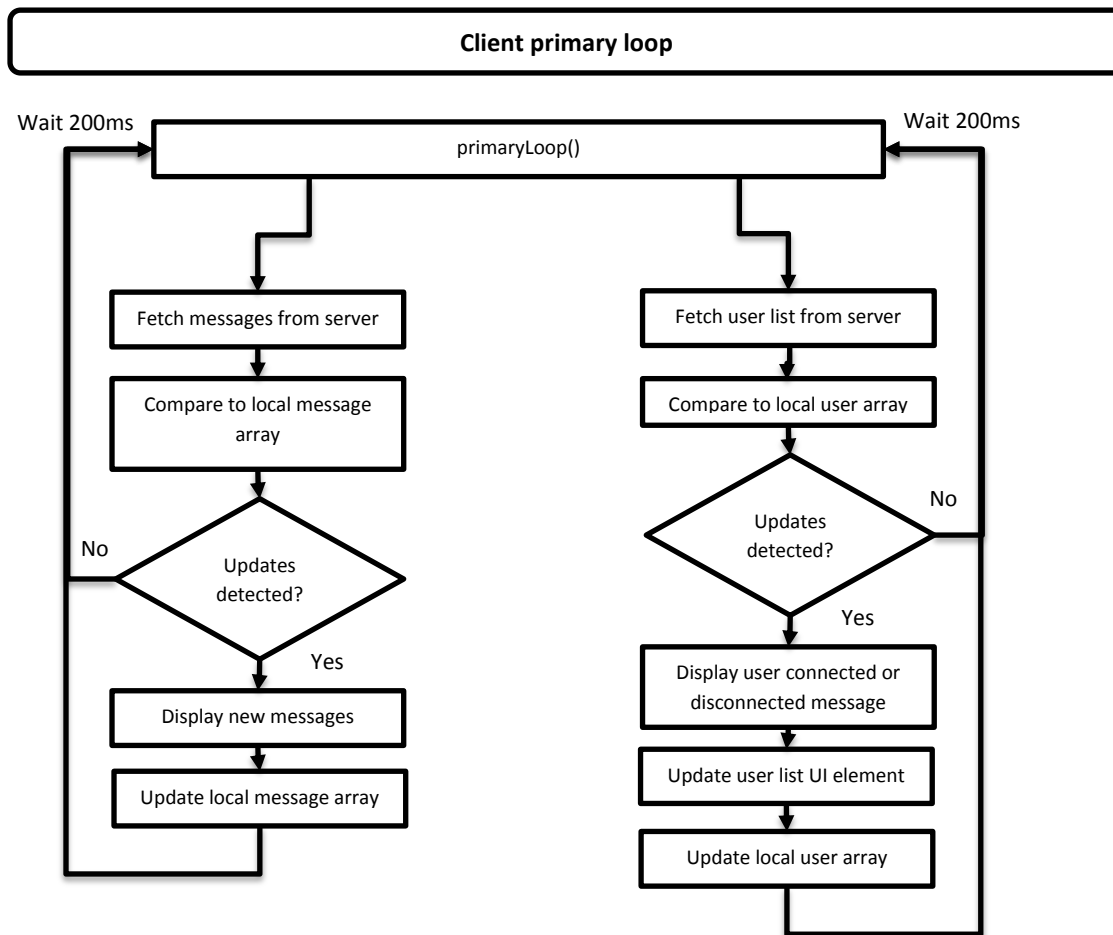 Client primary loop
Wait 200ms
Wait 200ms
primaryLoop()
Fetch messages from server
Compare to local message
array
No
Updates
detected?
Yes
Display new messages
Update local message array
Fetch user list from server
Compare to local user array
No
Updates
detected?
Yes
Display user connected or
disconnected message
Update user list UI element
Update local user array